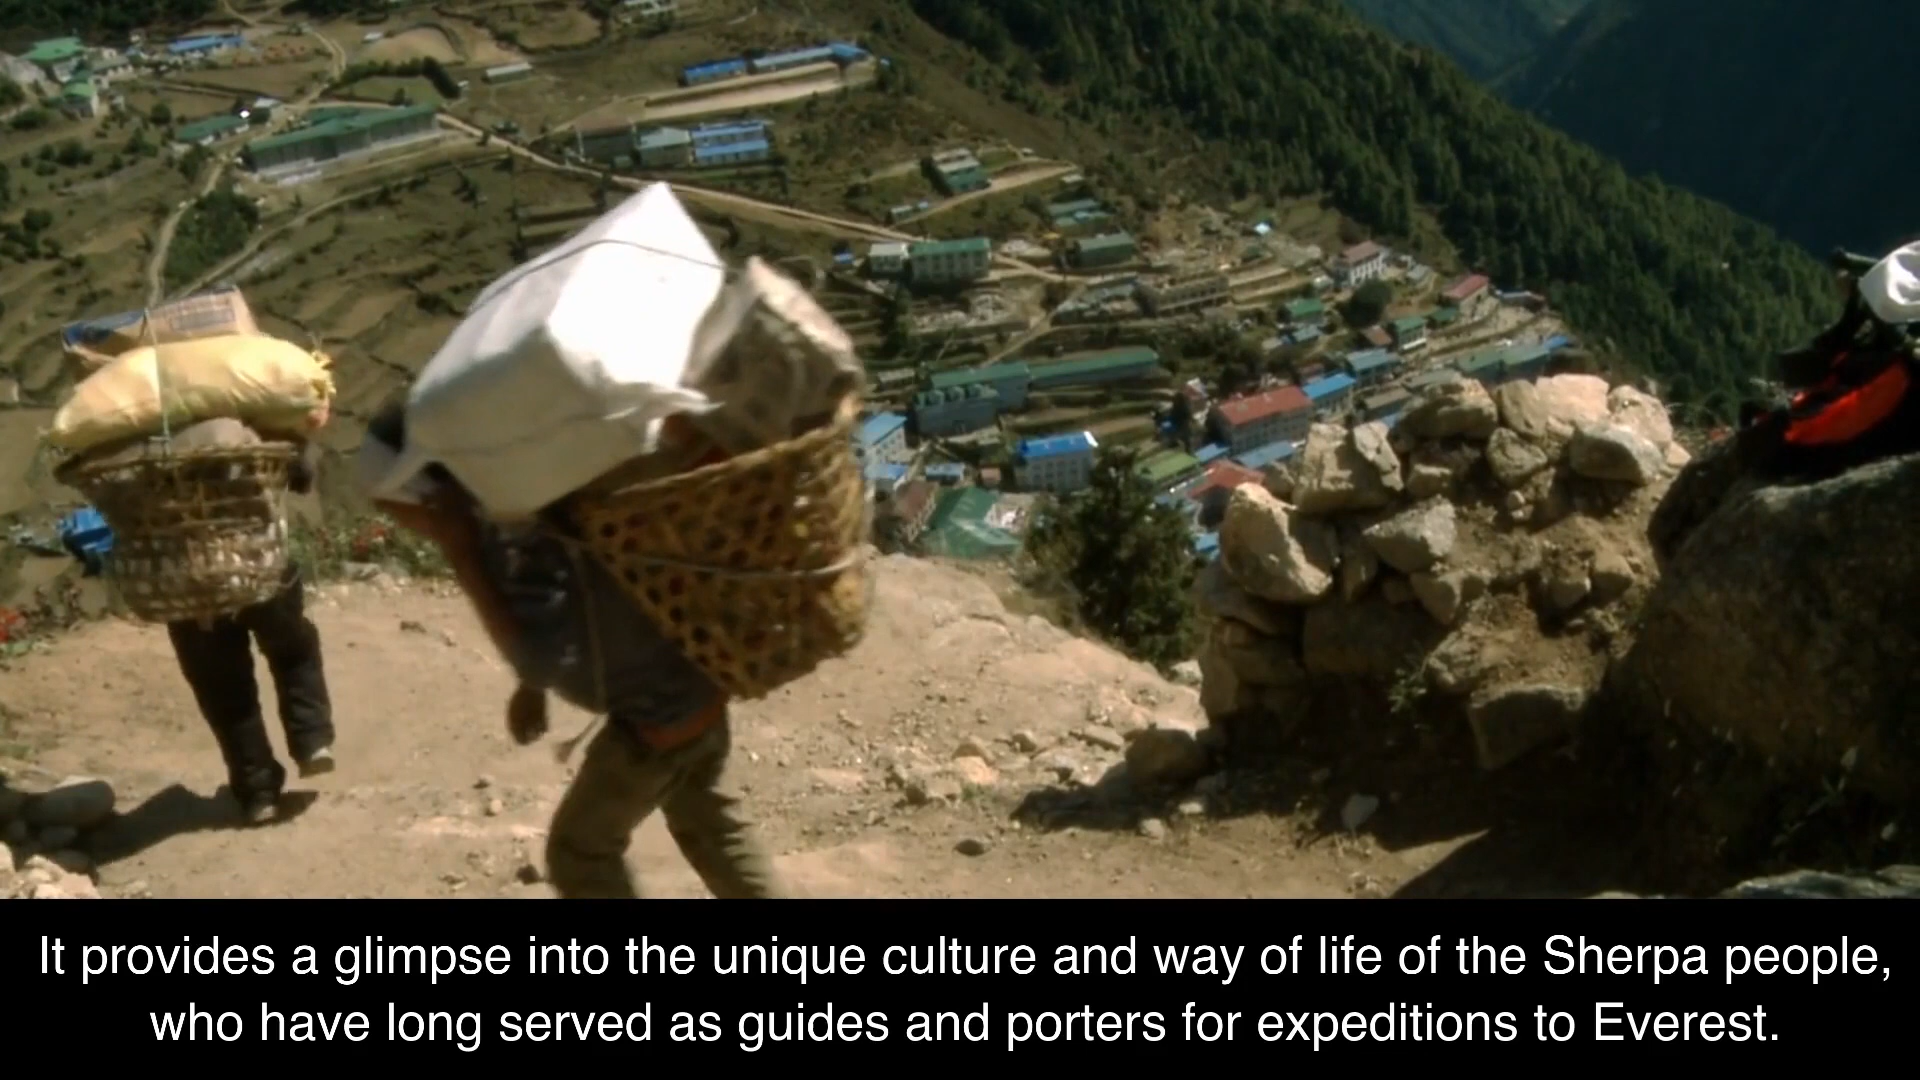 It provides a glimpse into the unique culture and way of life of the Sherpa people,
who have long served as guides and porters for expeditions to Everest.